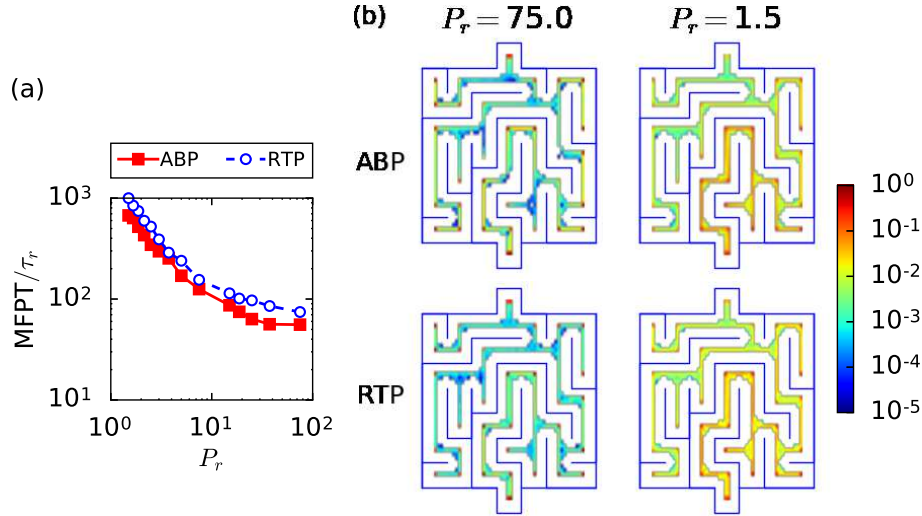 (b)
P_r = 75.0
P_r = 1.5
(a)
ABP
RTP
10^3
10^2
10^1
MFPT/τ_r
10^0
10^1
10^2
P_r
ABP
RTP
10^0
10^-1
10^-2
10^-3
10^-4
10^-5